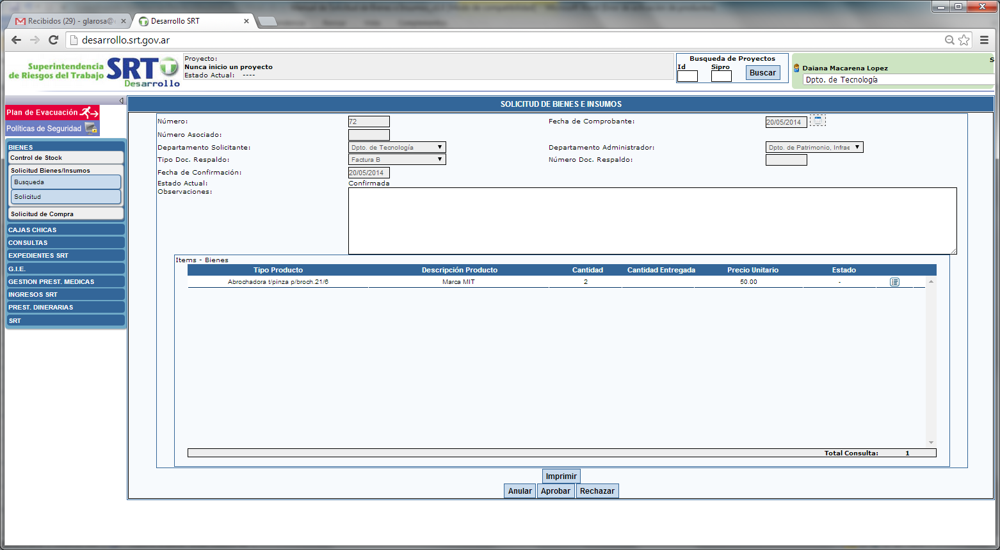 Recibidos (29) - glarosa@
Desarrollo SRT
desarrollo.srt.gov.ar
Superintendencia
de Riesgos del Trabajo
SRT
Desarrollo
Proyecto:
Nunca inicio un proyecto
Estado Actual: ----
Busqueda de Proyectos
Id Sipro
Buscar
S
Daiana Macarena Lopez
Dpto. de Tecnología
Plan de Evacuación
Políticas de Seguridad
BIENES
Control de Stock
Solicitud Bienes/Insumos
Busqueda
Solicitud
Solicitud de Compra
CAJAS CHICAS
CONSULTAS
EXPEDIENTES SRT
G.I.E.
GESTION PREST. MEDICAS
INGRESOS SRT
PREST. DINERARIAS
SRT
SOLICITUD DE BIENES E INSUMOS
Número: 72 Fecha de Comprobante: 20/05/2014
Número Asociado:
Departamento Solicitante: Dpto. de Tecnología Departamento Administrador: Dpto. de Patrimonio, Infrae
Tipo Doc. Respaldo: Factura B Número Doc. Respaldo:
Fecha de Confirmación: 20/05/2014
Estado Actual: Confirmada
Observaciones:
Items - Bienes
Tipo Producto Descripción Producto Cantidad Cantidad Entregada Precio Unitario Estado
Abrochadora t/pinza p/broch.21/6 Marca MIT 2 50.00 -
Total Consulta: 1
Imprimir
Anular Aprobar Rechazar